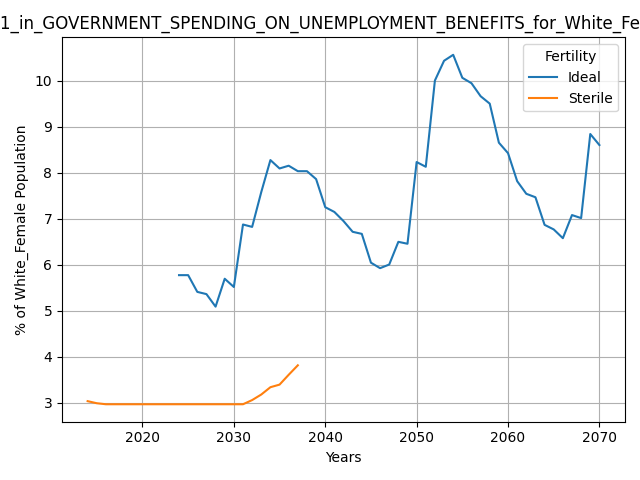 1_in_GOVERNMENT_SPENDING_ON_UNEMPLOYMENT_BENEFITS_for_White_Fe
Fertility
Ideal
Sterile
% of White_Female Population
10
9
8
7
6
5
4
3
2020 2030 2040 2050 2060 2070
Years